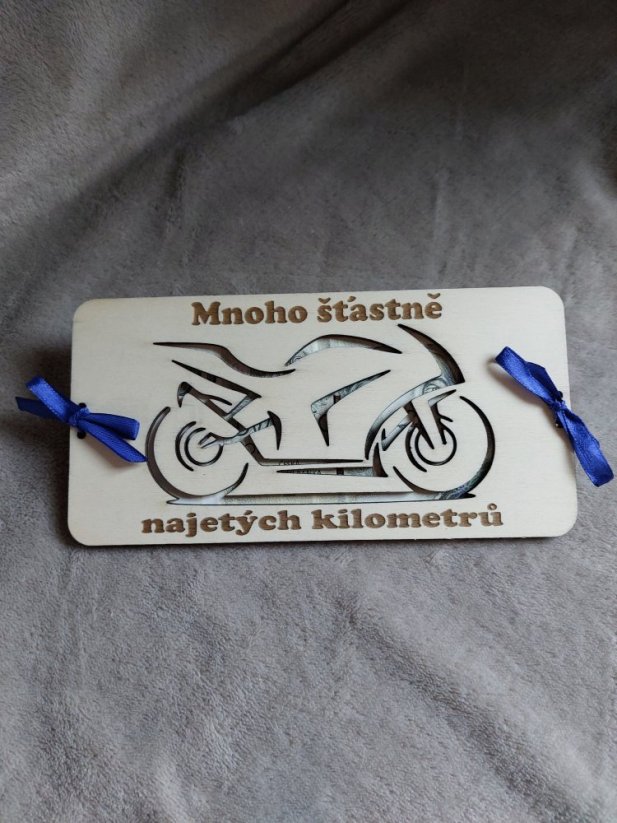 Mnoho šťastně
najetých kilometrů